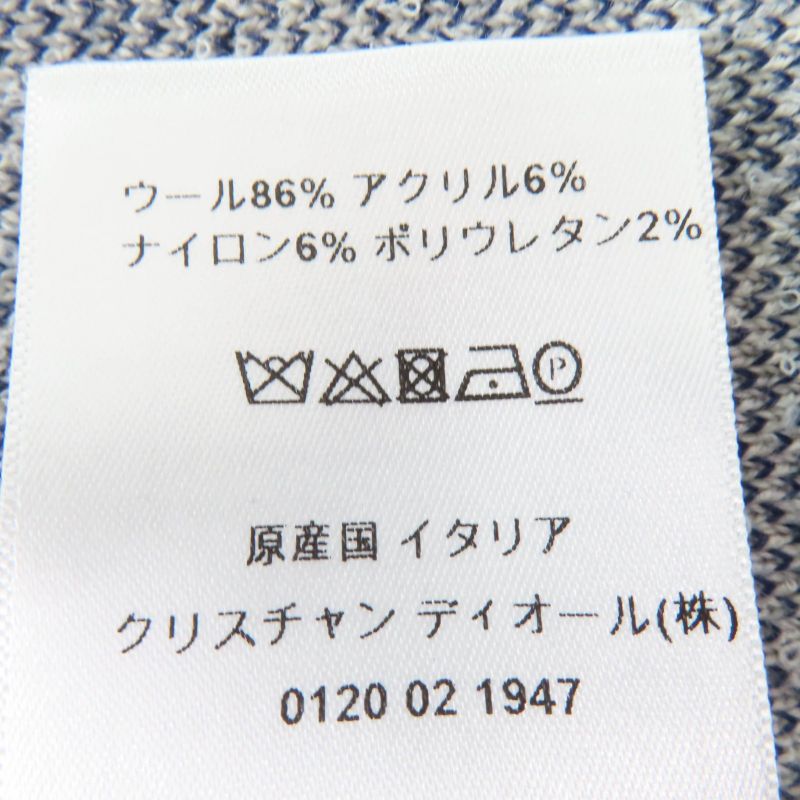 ウール86% アクリル6%
ナイロン6% ポリウレタン2%
P
原産国 イタリア
クリスチャン ディオール(株)
0120 02 1947